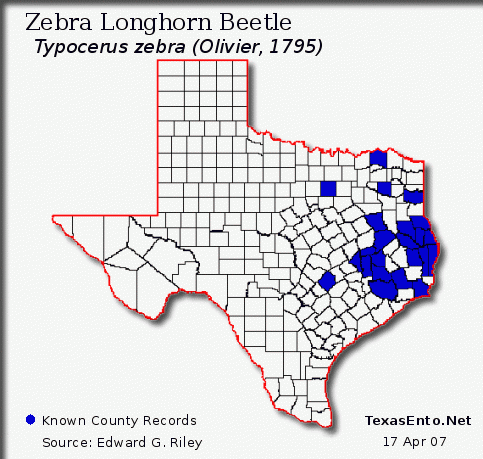 Zebra Longhorn Beetle
Typocerus zebra (Olivier, 1795)
Known County Records
Source: Edward G. Riley
TexasEnto.Net
17 Apr 07